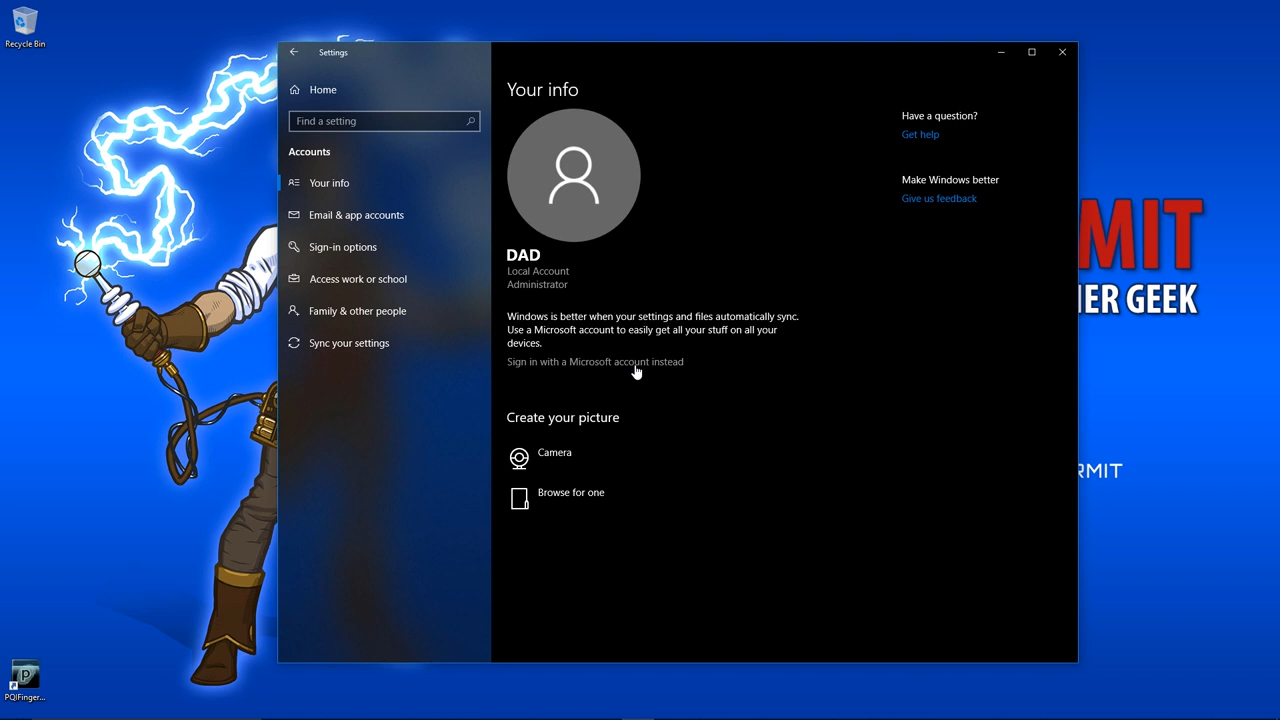 Recycle Bin
Settings
Home
Find a setting
Accounts
Your info
Email & app accounts
Sign-in options
Access work or school
Family & other people
Sync your settings
Your info
DAD
Local Account
Administrator
Windows is better when your settings and files automatically sync.
Use a Microsoft account to easily get all your stuff on all your
devices.
Sign in with a Microsoft account instead
Create your picture
Camera
Browse for one
Have a question?
Get help
Make Windows better
Give us feedback
MIT
GEEK
RMIT
PQIFinger...